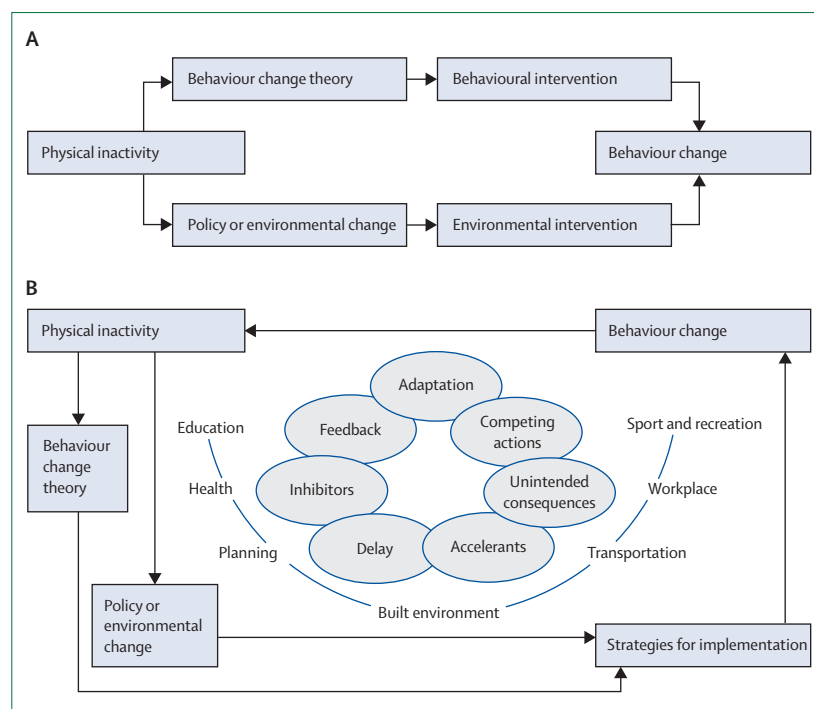 A
Behaviour change theory
Behavioural intervention
Physical inactivity
Behaviour change
Policy or environmental change
Environmental intervention
B
Physical inactivity
Behaviour change
Adaptation
Education
Feedback
Competing
actions
Sport and recreation
Behaviour
change
theory
Health
Inhibitors
Unintended
consequences
Workplace
Planning
Delay
Accelerants
Transportation
Built environment
Policy or
environmental
change
Strategies for implementation